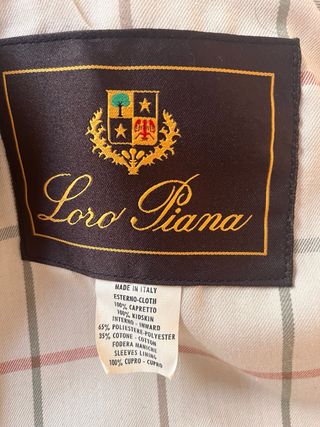 Loro Piana
MADE IN ITALY
ESTERNO-CLOTH
100% CAPRETTO
100% KIDSKIN
INTERNO - INWARD
65% POLIESTERE-POLYESTER
35% COTONE - COTTON
FODERA MANICHE
SLEEVES LINING
100% CUPRO - CUPRO